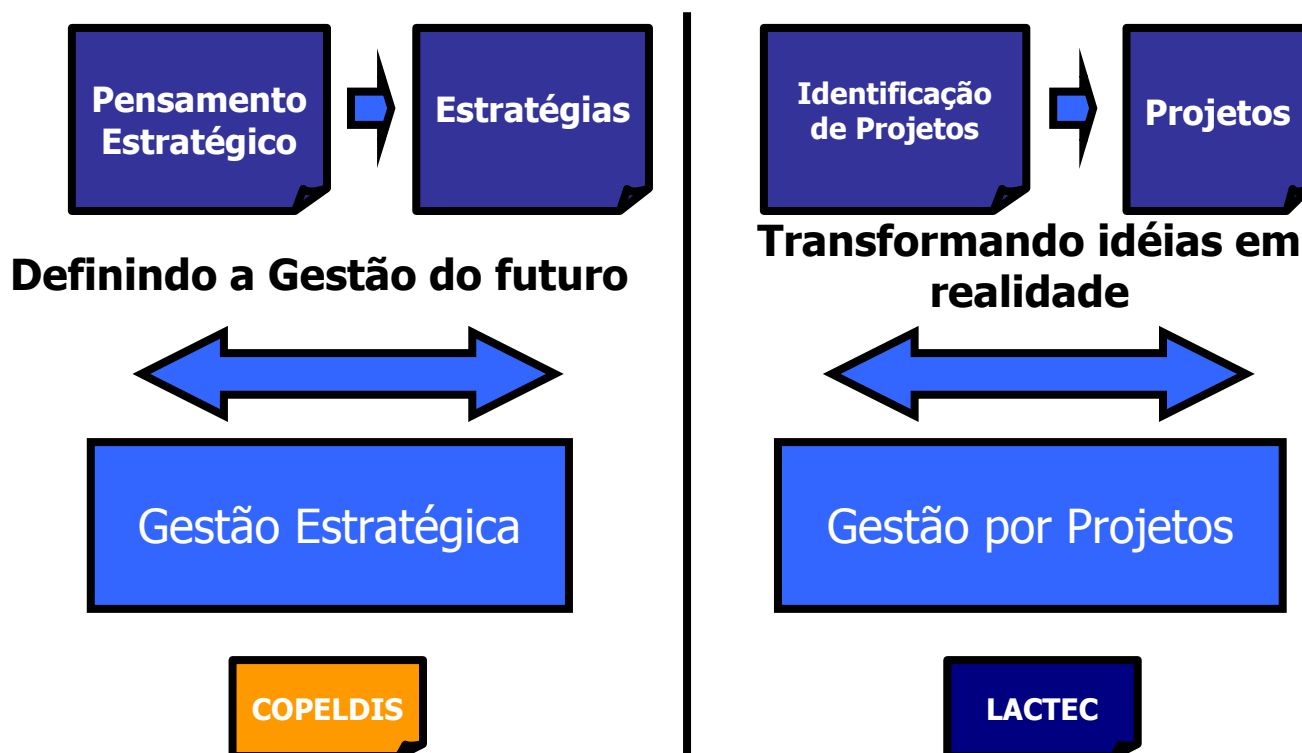 Pensamento
Estratégico
Estratégias
Definindo a Gestão do futuro
Gestão Estratégica
COPELDIS
Identificação
de Projetos
Projetos
Transformando idéias em
realidade
Gestão por Projetos
LACTEC